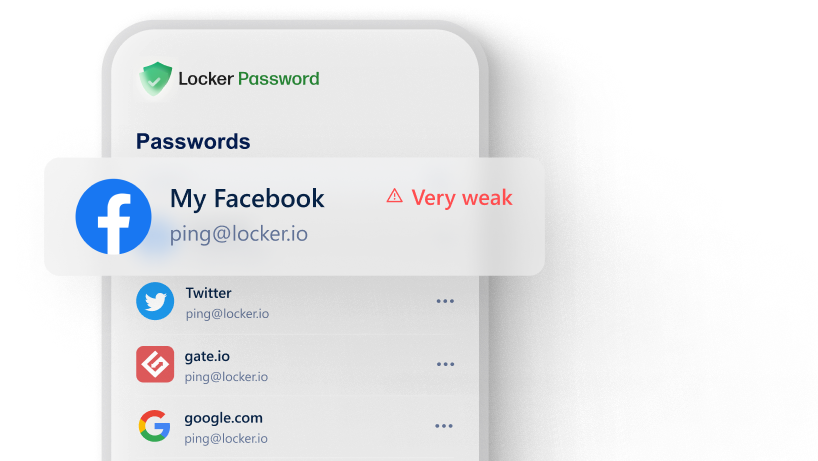 Locker Password
Passwords
My Facebook
Very weak
ping@locker.io
Twitter
ping@locker.io
gate.io
ping@locker.io
google.com
ping@locker.io